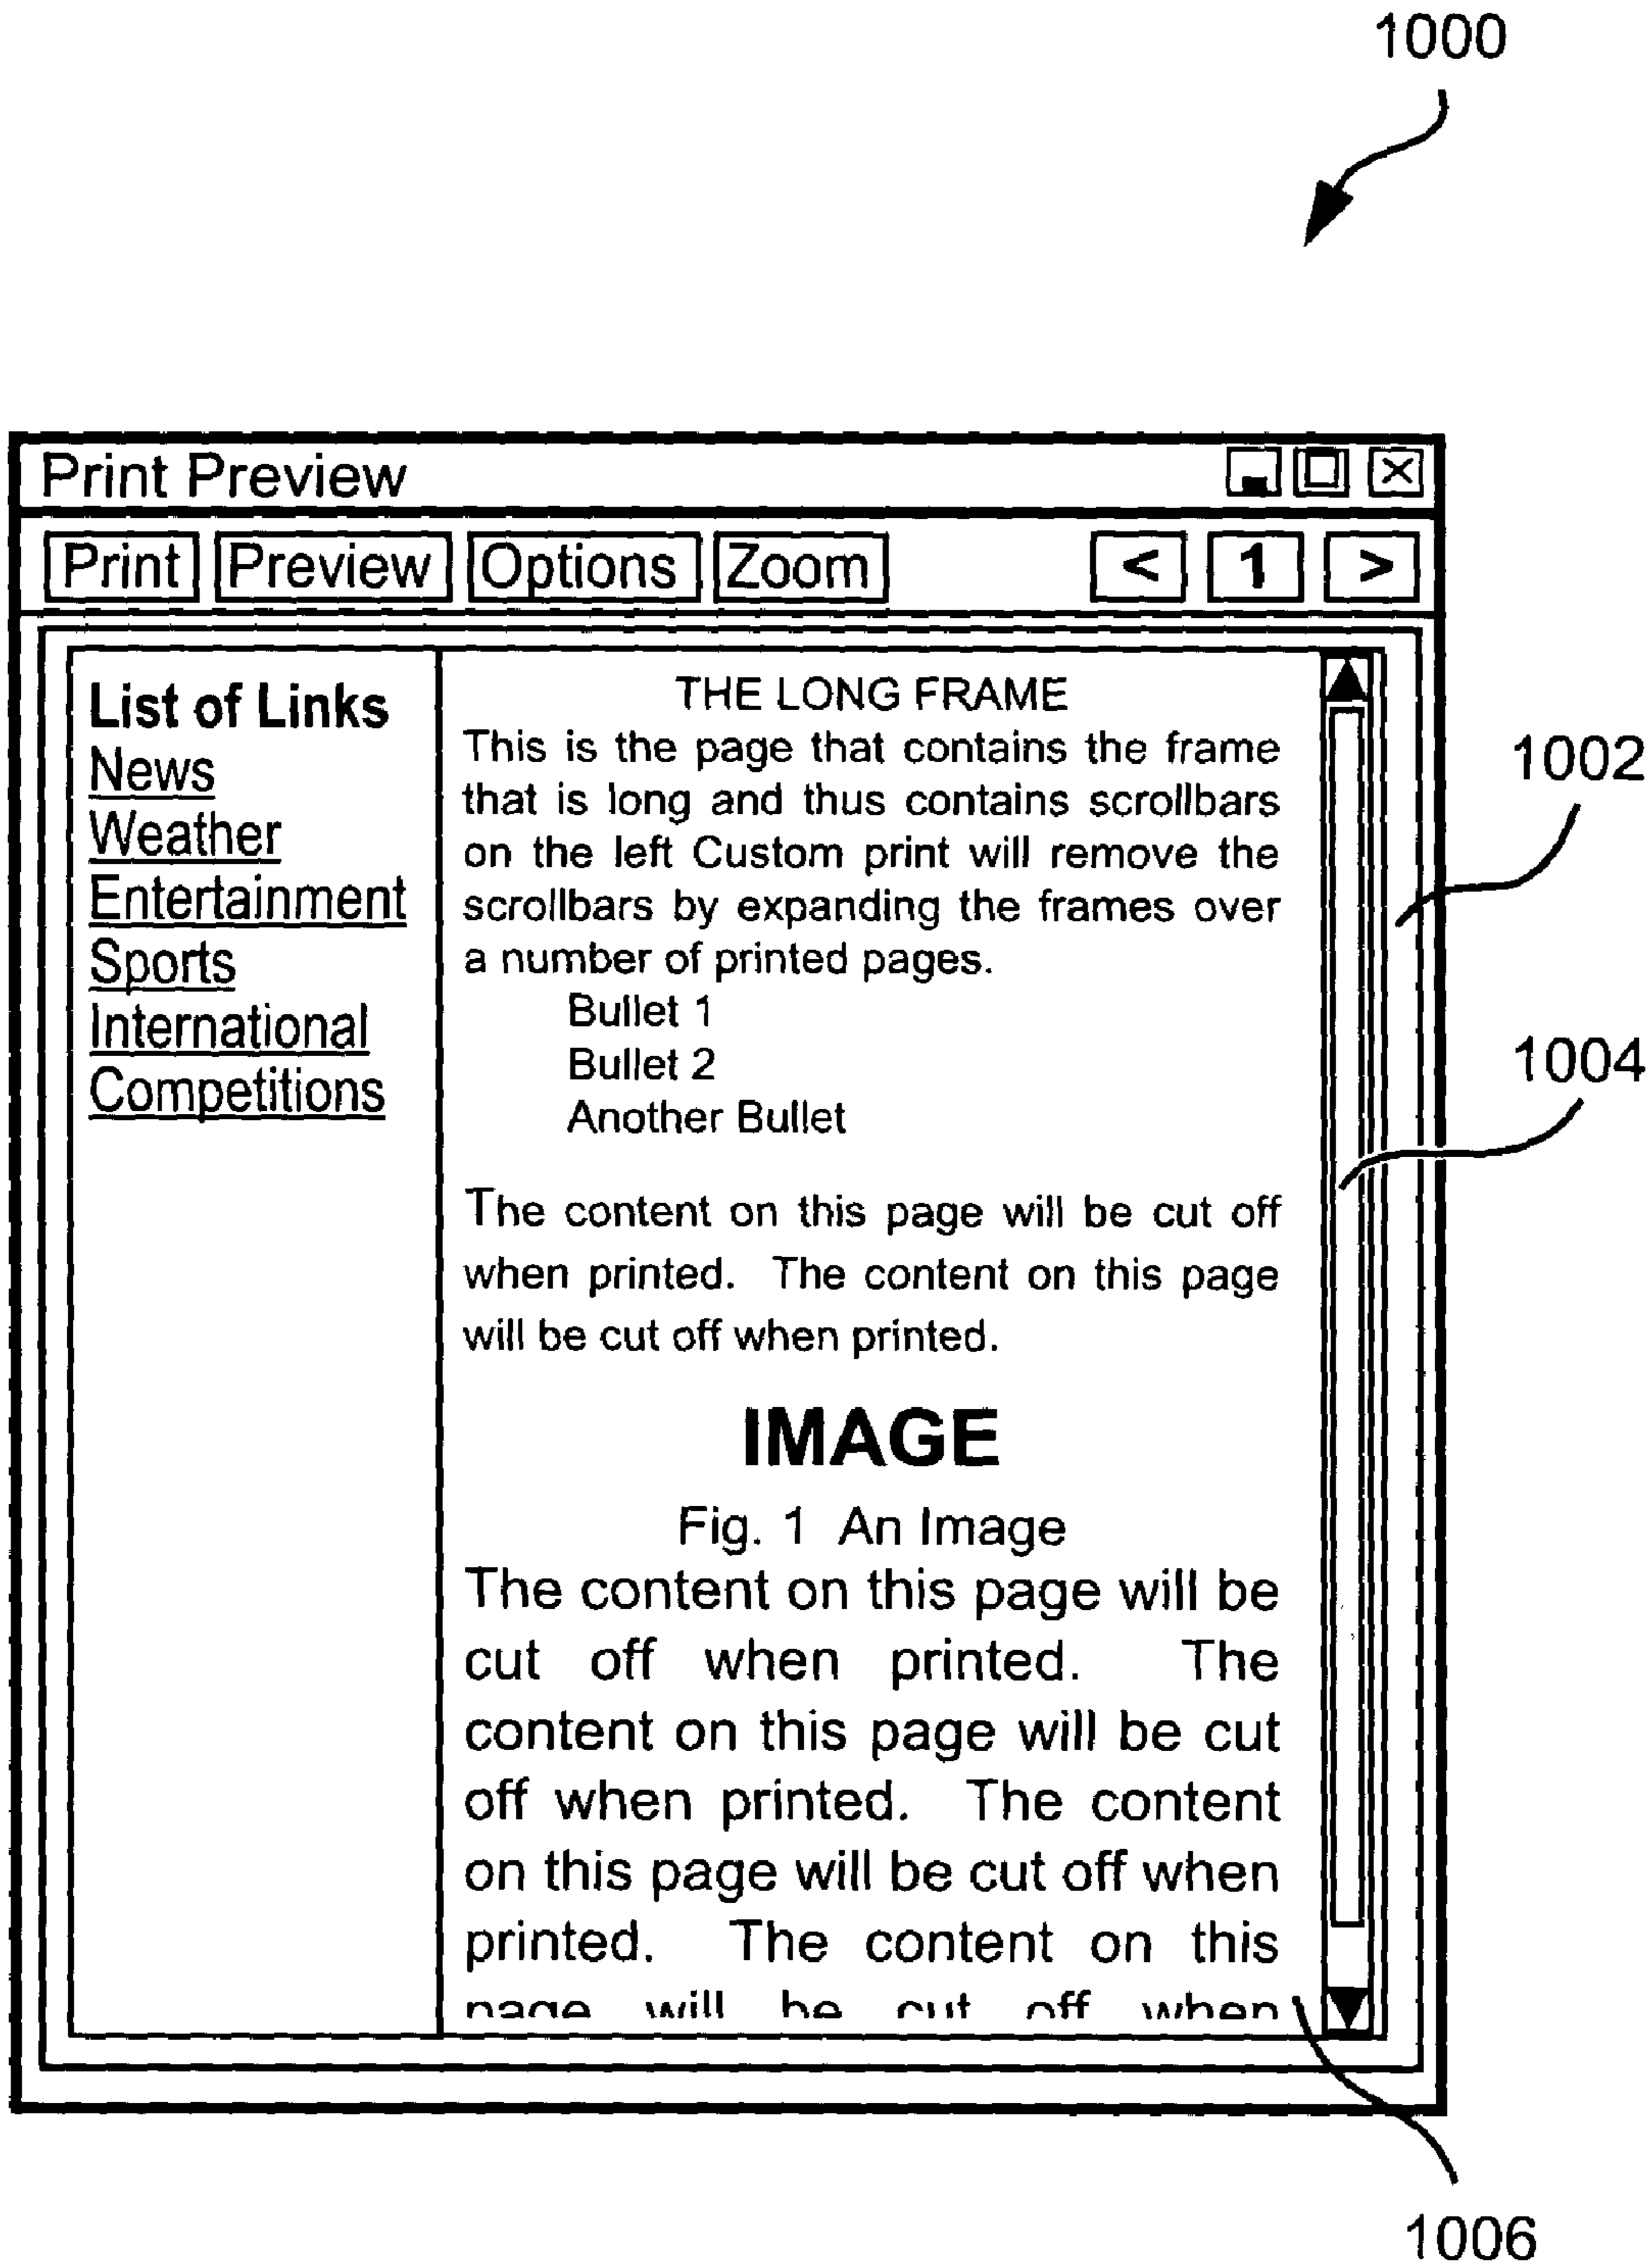 1000
Print Preview
Print Preview Options Zoom < 1 >
List of Links
News
Weather
Entertainment
Sports
International
Competitions
THE LONG FRAME
This is the page that contains the frame
that is long and thus contains scrollbars
on the left Custom print will remove the
scrollbars by expanding the frames over
a number of printed pages.
Bullet 1
Bullet 2
Another Bullet
The content on this page will be cut off
when printed. The content on this page
will be cut off when printed.
IMAGE
Fig. 1 An Image
The content on this page will be
cut off when printed. The
content on this page will be cut
off when printed. The content
on this page will be cut off when
printed. The content on this
page will be cut off when
1002
1004
1006